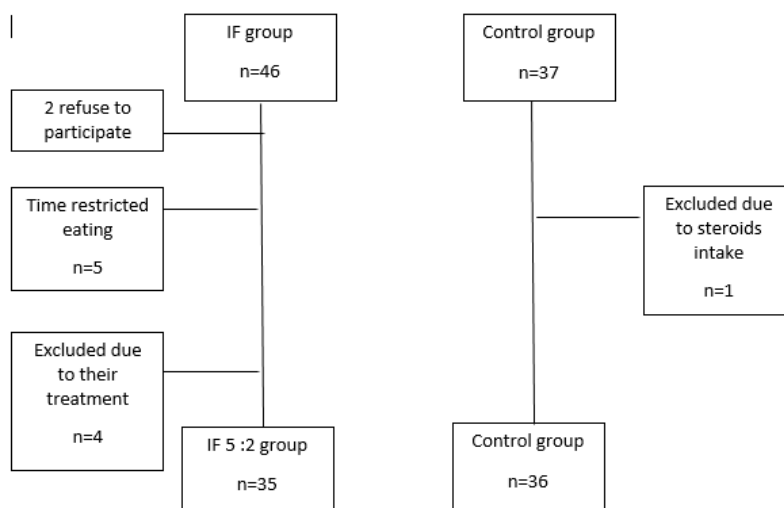 IF group
n=46
Control group
n=37
2 refuse to
participate
Time restricted
eating
n=5
Excluded due
to steroids
intake
n=1
Excluded due
to their
treatment
n=4
IF 5 :2 group
n=35
Control group
n=36